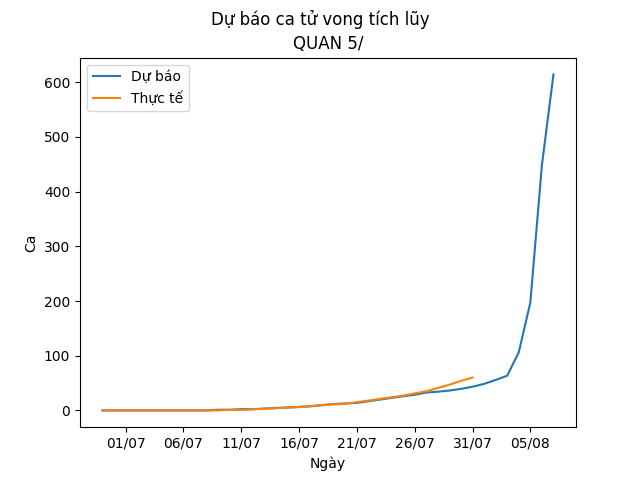 Dự báo ca tử vong tích lũy
QUAN 5/
Dự báo
Thực tế
600
500
400
300
200
100
0
Ca
01/07 06/07 11/07 16/07 21/07 26/07 31/07 05/08
Ngày